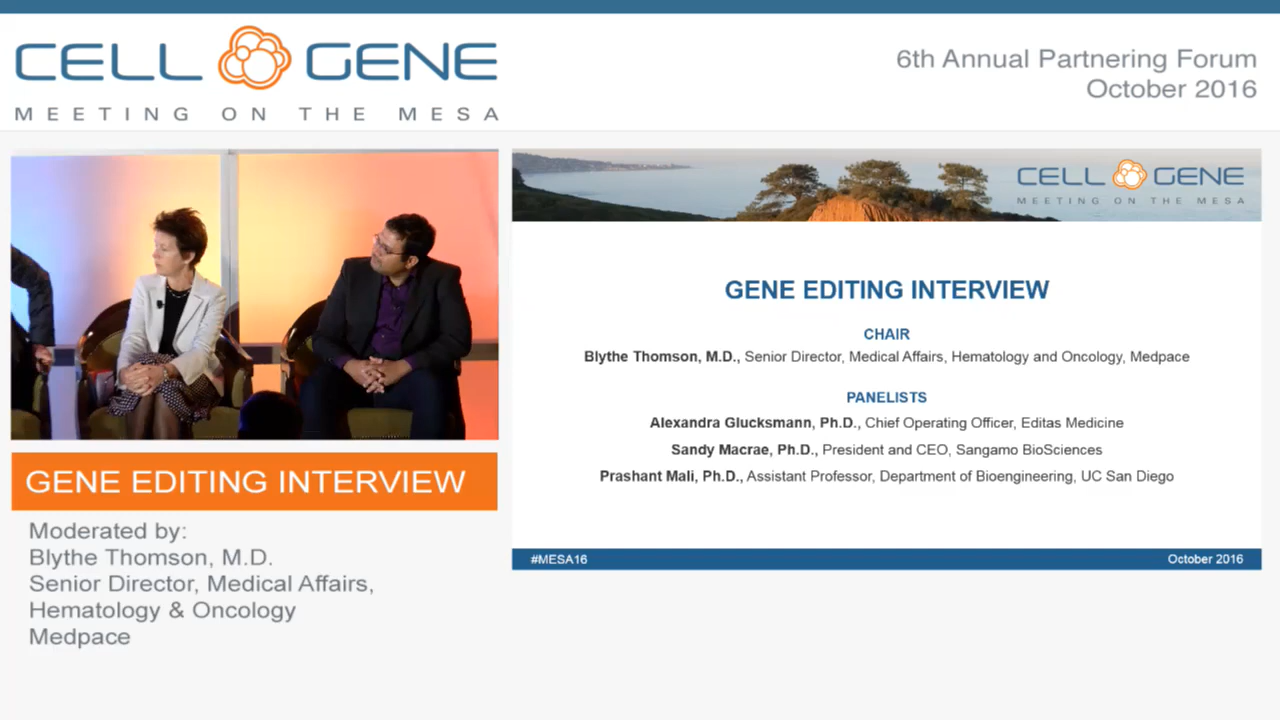 CELL GENE
MEETING ON THE MESA
6th Annual Partnering Forum
October 2016
CELL GENE
MEETING ON THE MESA
GENE EDITING INTERVIEW
CHAIR
Blythe Thomson, M.D., Senior Director, Medical Affairs, Hematology and Oncology, Medpace
PANELISTS
Alexandra Glucksmann, Ph.D., Chief Operating Officer, Editas Medicine
Sandy Macrae, Ph.D., President and CEO, Sangamo BioSciences
Prashant Mali, Ph.D., Assistant Professor, Department of Bioengineering, UC San Diego
#MESA16
October 2016
GENE EDITING INTERVIEW
Moderated by:
Blythe Thomson, M.D.
Senior Director, Medical Affairs,
Hematology & Oncology
Medpace